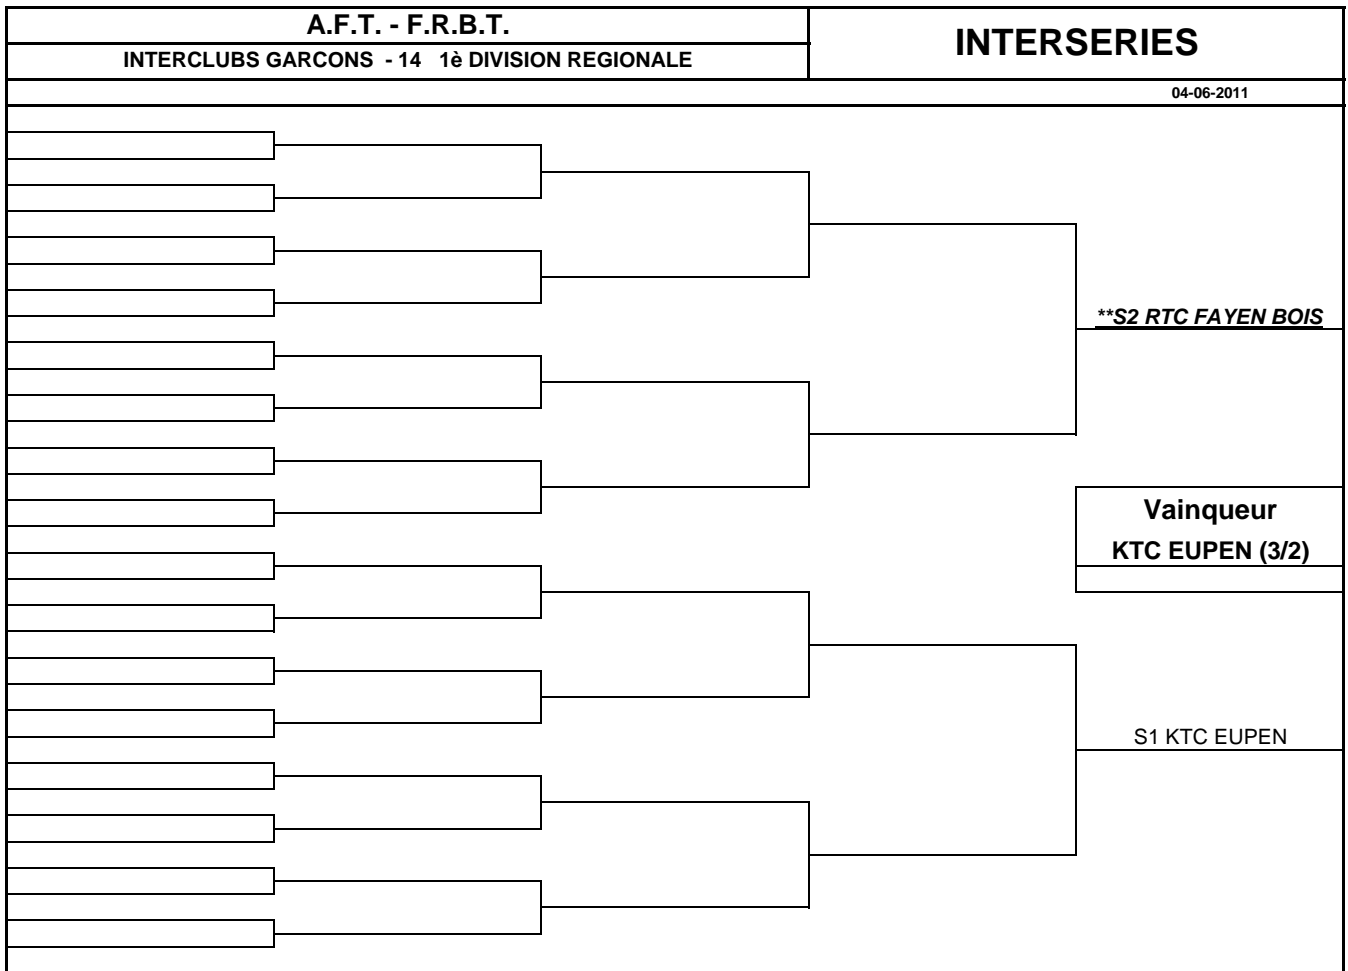 A.F.T. - F.R.B.T.
INTERCLUBS GARCONS - 14 1è DIVISION REGIONALE
INTERSERIES
04-06-2011
**S2 RTC FAYEN BOIS
Vainqueur
KTC EUPEN (3/2)
S1 KTC EUPEN